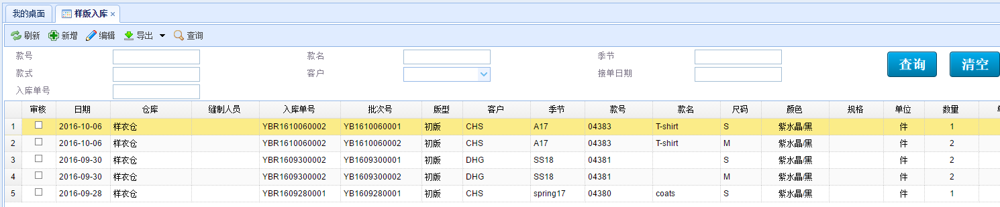 我的桌面 样版入库 ×
刷新 新增 编辑 导出 查询
款号 款名 季节 查询 清空
款式 客户 接单日期
入库单号
审核 日期 仓库 缝制人员 入库单号 批次号 版型 客户 季节 款号 款名 尺码 颜色 规格 单位 数量
1 2016-10-06 样衣仓 YBR1610060002 YB1610060001 初版 CHS A17 04383 T-shirt S 紫水晶/黑 件 1
2 2016-10-06 样衣仓 YBR1610060002 YB1610060002 初版 CHS A17 04383 T-shirt M 紫水晶/黑 件 2
3 2016-09-30 样衣仓 YBR1609300002 YB1609300001 初版 DHG SS18 04381 S 紫水晶/黑 件 2
4 2016-09-30 样衣仓 YBR1609300002 YB1609300002 初版 DHG SS18 04381 M 紫水晶/黑 件 2
5 2016-09-28 样衣仓 YBR1609280001 YB1609280001 初版 CHS spring17 04380 coats S 紫水晶/黑 件 1